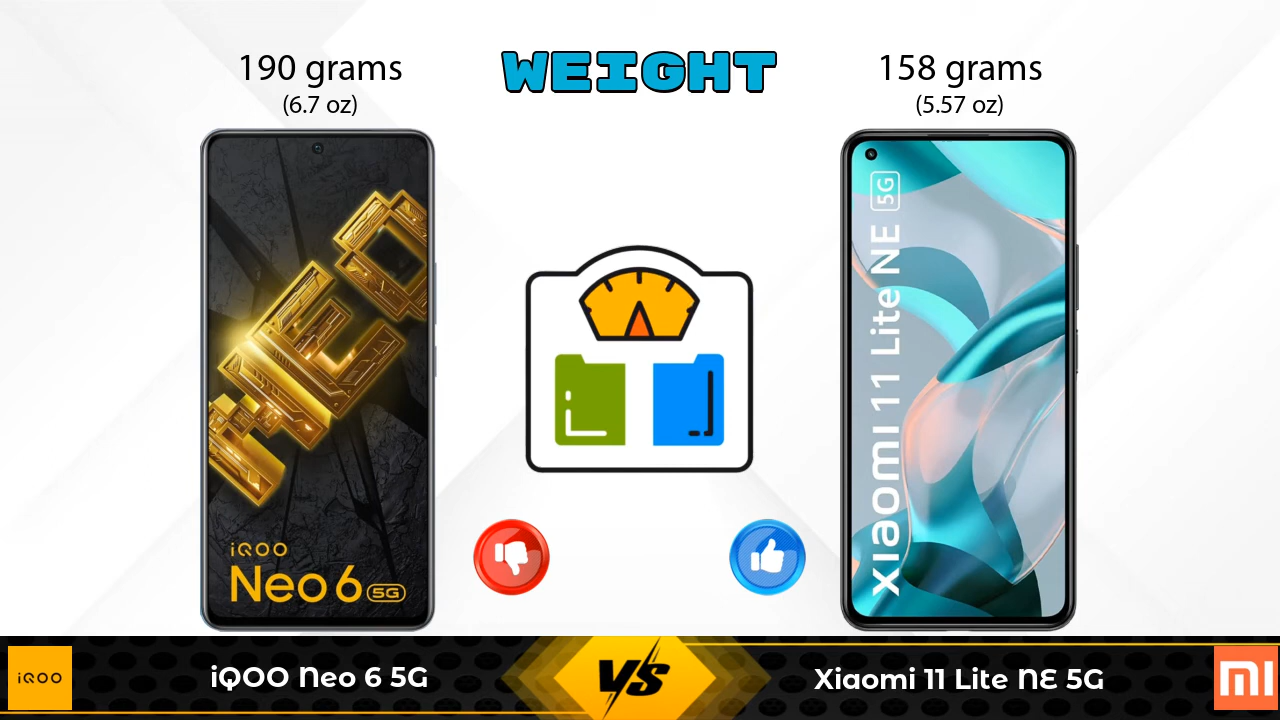 WEIGHT
190 grams
(6.7 oz)
158 grams
(5.57 oz)
NEO
iQOO
Neo 6 5G
Xiaomi 11 Lite NE 5G
iQOO
iQOO Neo 6 5G
VS
Xiaomi 11 Lite NE 5G
mi